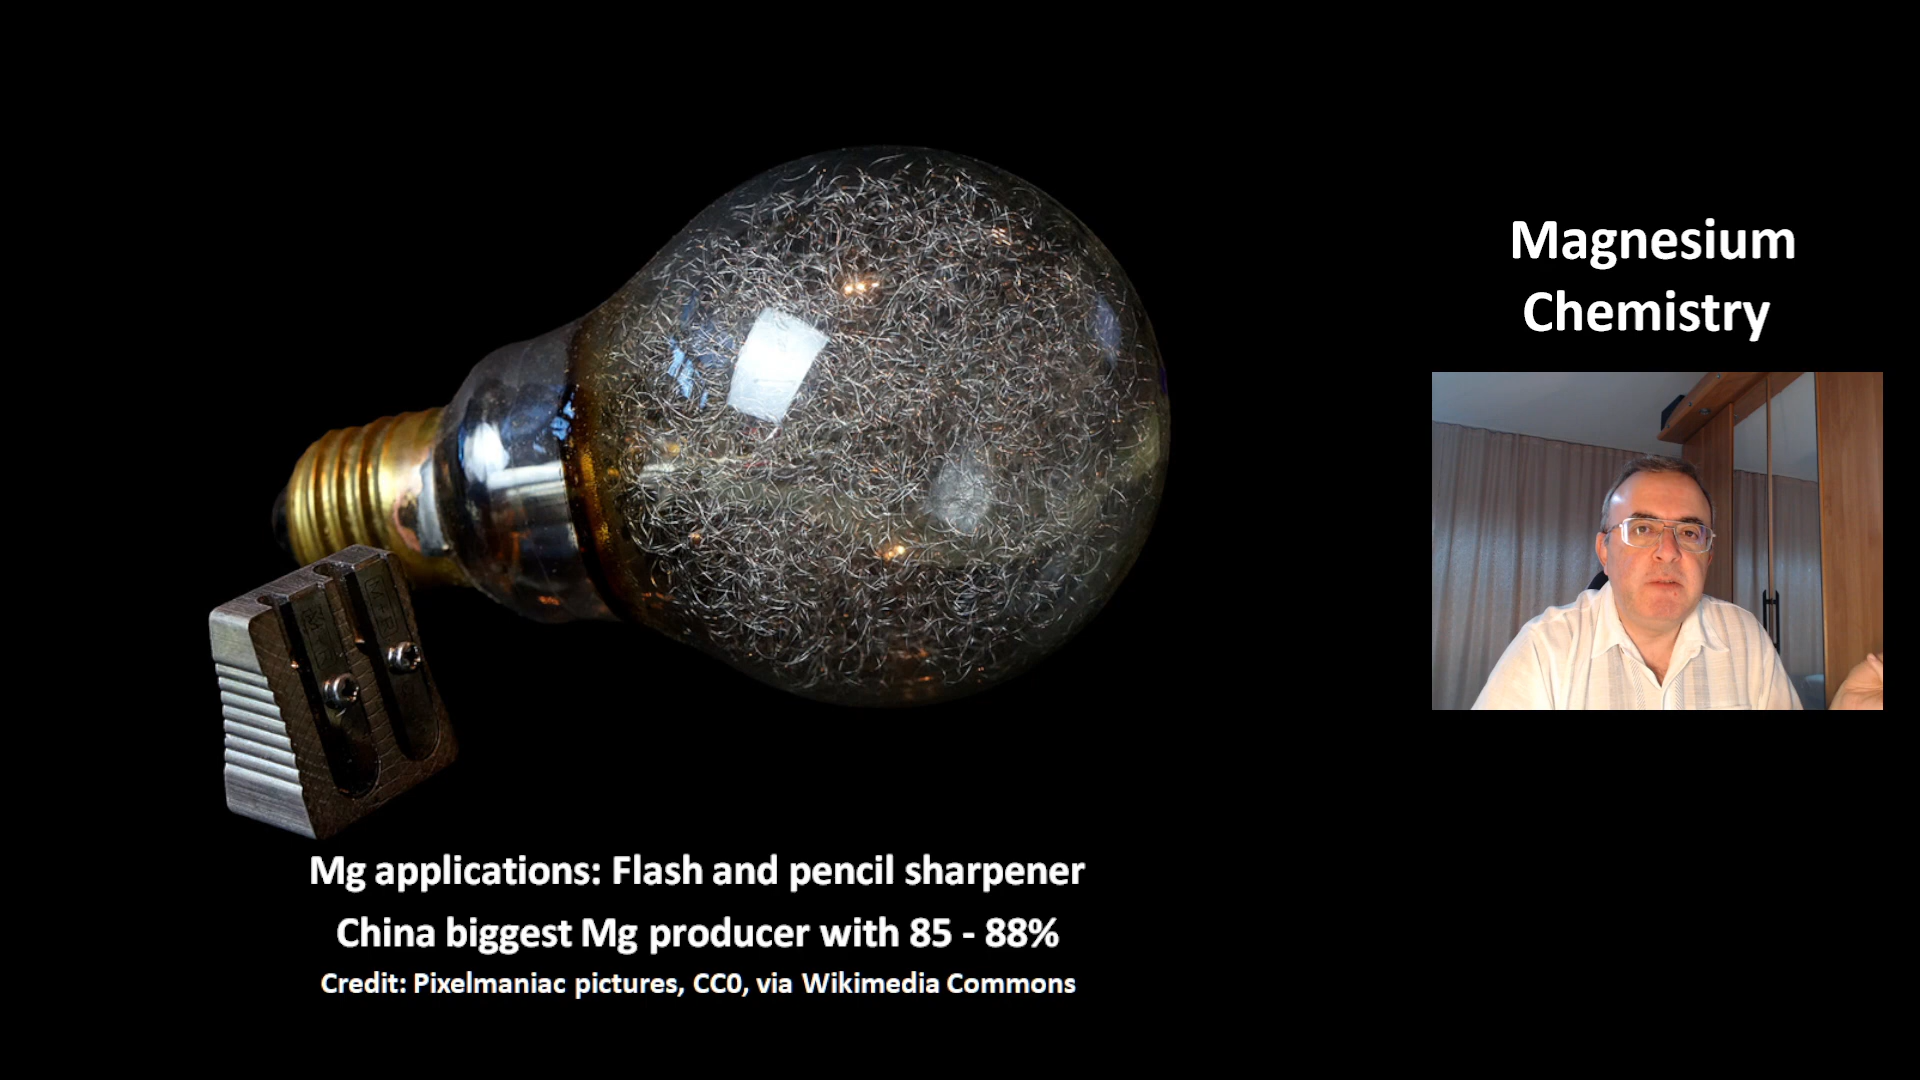 Magnesium
Chemistry
Mg applications: Flash and pencil sharpener
China biggest Mg producer with 85 - 88%
Credit: Pixelmaniac pictures, CC0, via Wikimedia Commons